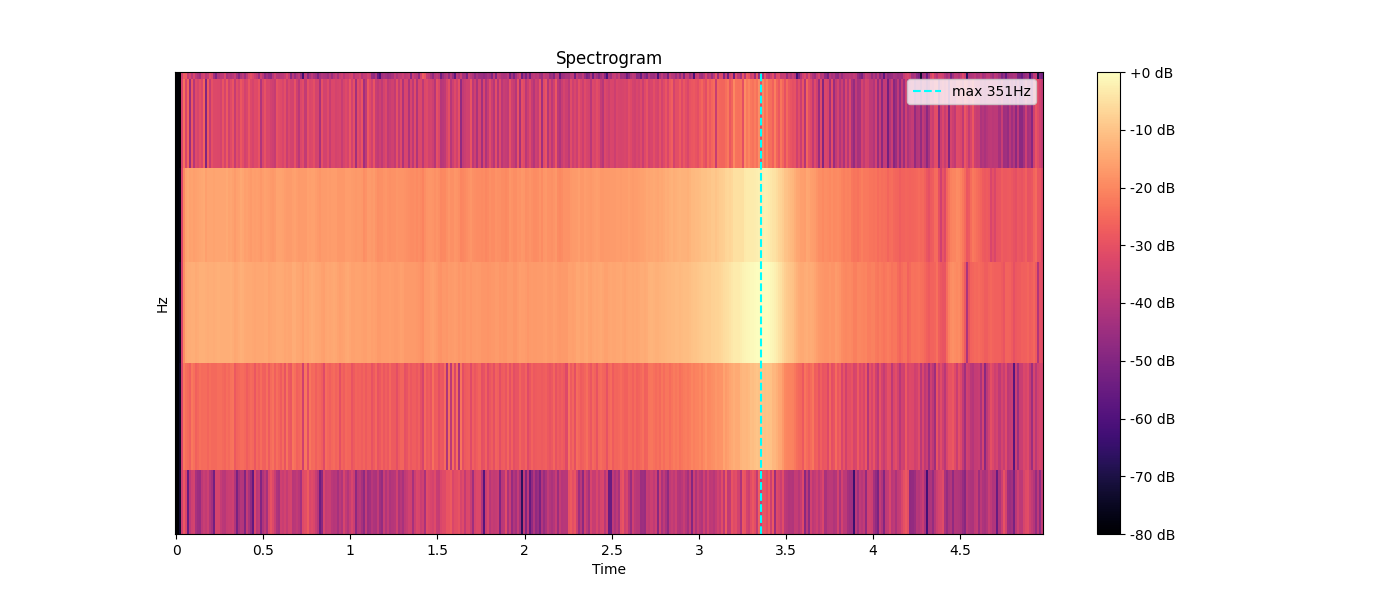 Spectrogram
max 351Hz
Hz
0 0.5 1 1.5 2 2.5 3 3.5 4 4.5
Time
+0 dB
-10 dB
-20 dB
-30 dB
-40 dB
-50 dB
-60 dB
-70 dB
-80 dB